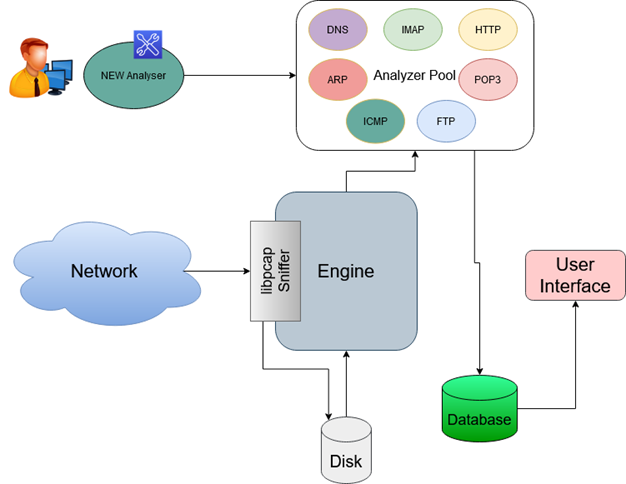 DNS
IMAP
HTTP
NEW Analyser
ARP
Analyzer Pool
POP3
ICMP
FTP
Network
libpcap
Sniffer
Engine
User
Interface
Database
Disk